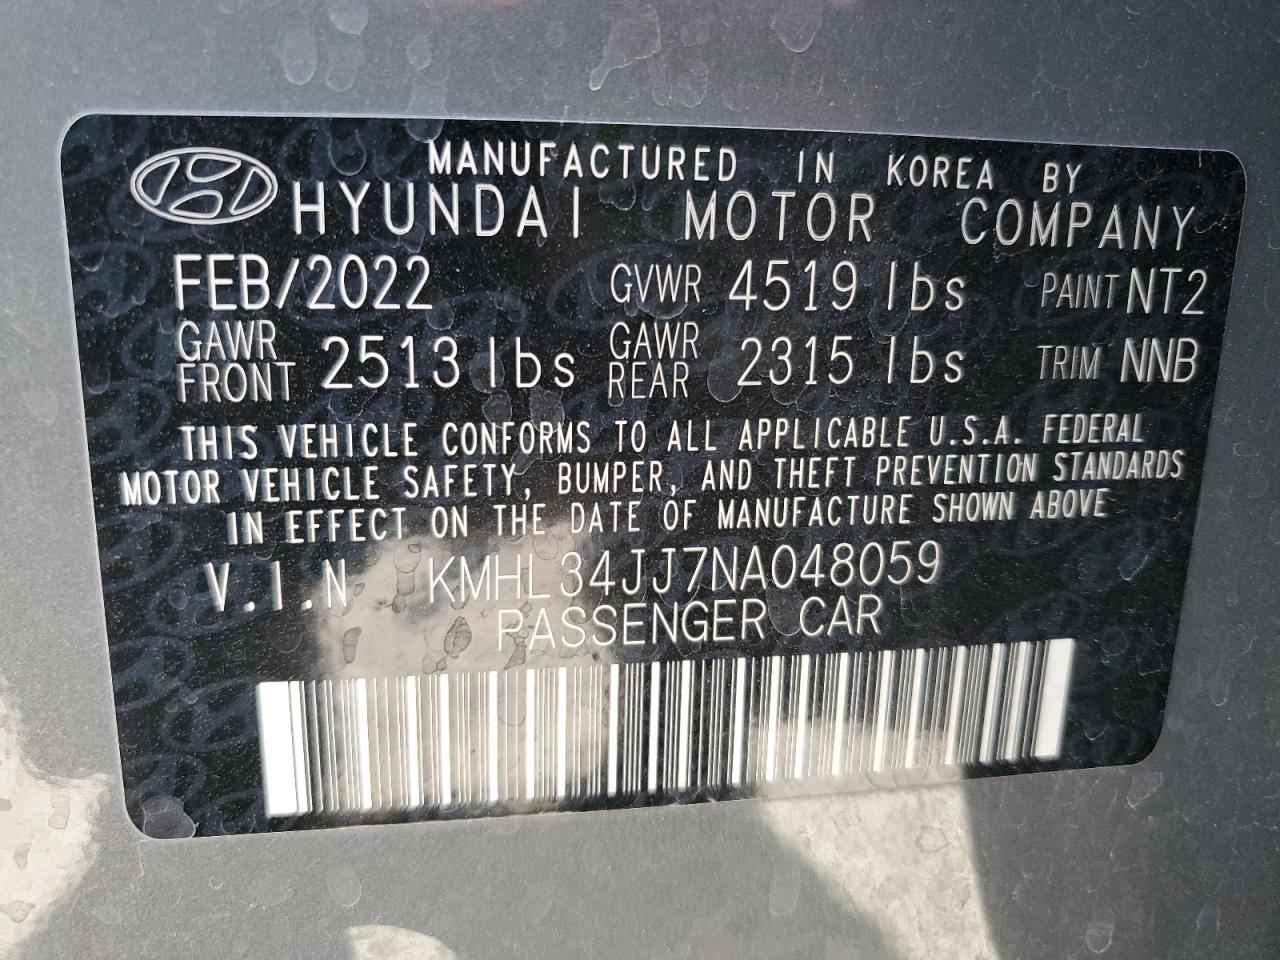 MANUFACTURED IN KOREA BY
HYUNDAI MOTOR COMPANY
FEB/2022 GVWR 4519 lbs PAINT NT2
GAWR FRONT 2513 lbs GAWR REAR 2315 lbs TRIM NNB
THIS VEHICLE CONFORMS TO ALL APPLICABLE U.S.A. FEDERAL
MOTOR VEHICLE SAFETY, BUMPER, AND THEFT PREVENTION STANDARDS
IN EFFECT ON THE DATE OF MANUFACTURE SHOWN ABOVE
V.I.N KMHL34JJ7NA048059
PASSENGER CAR